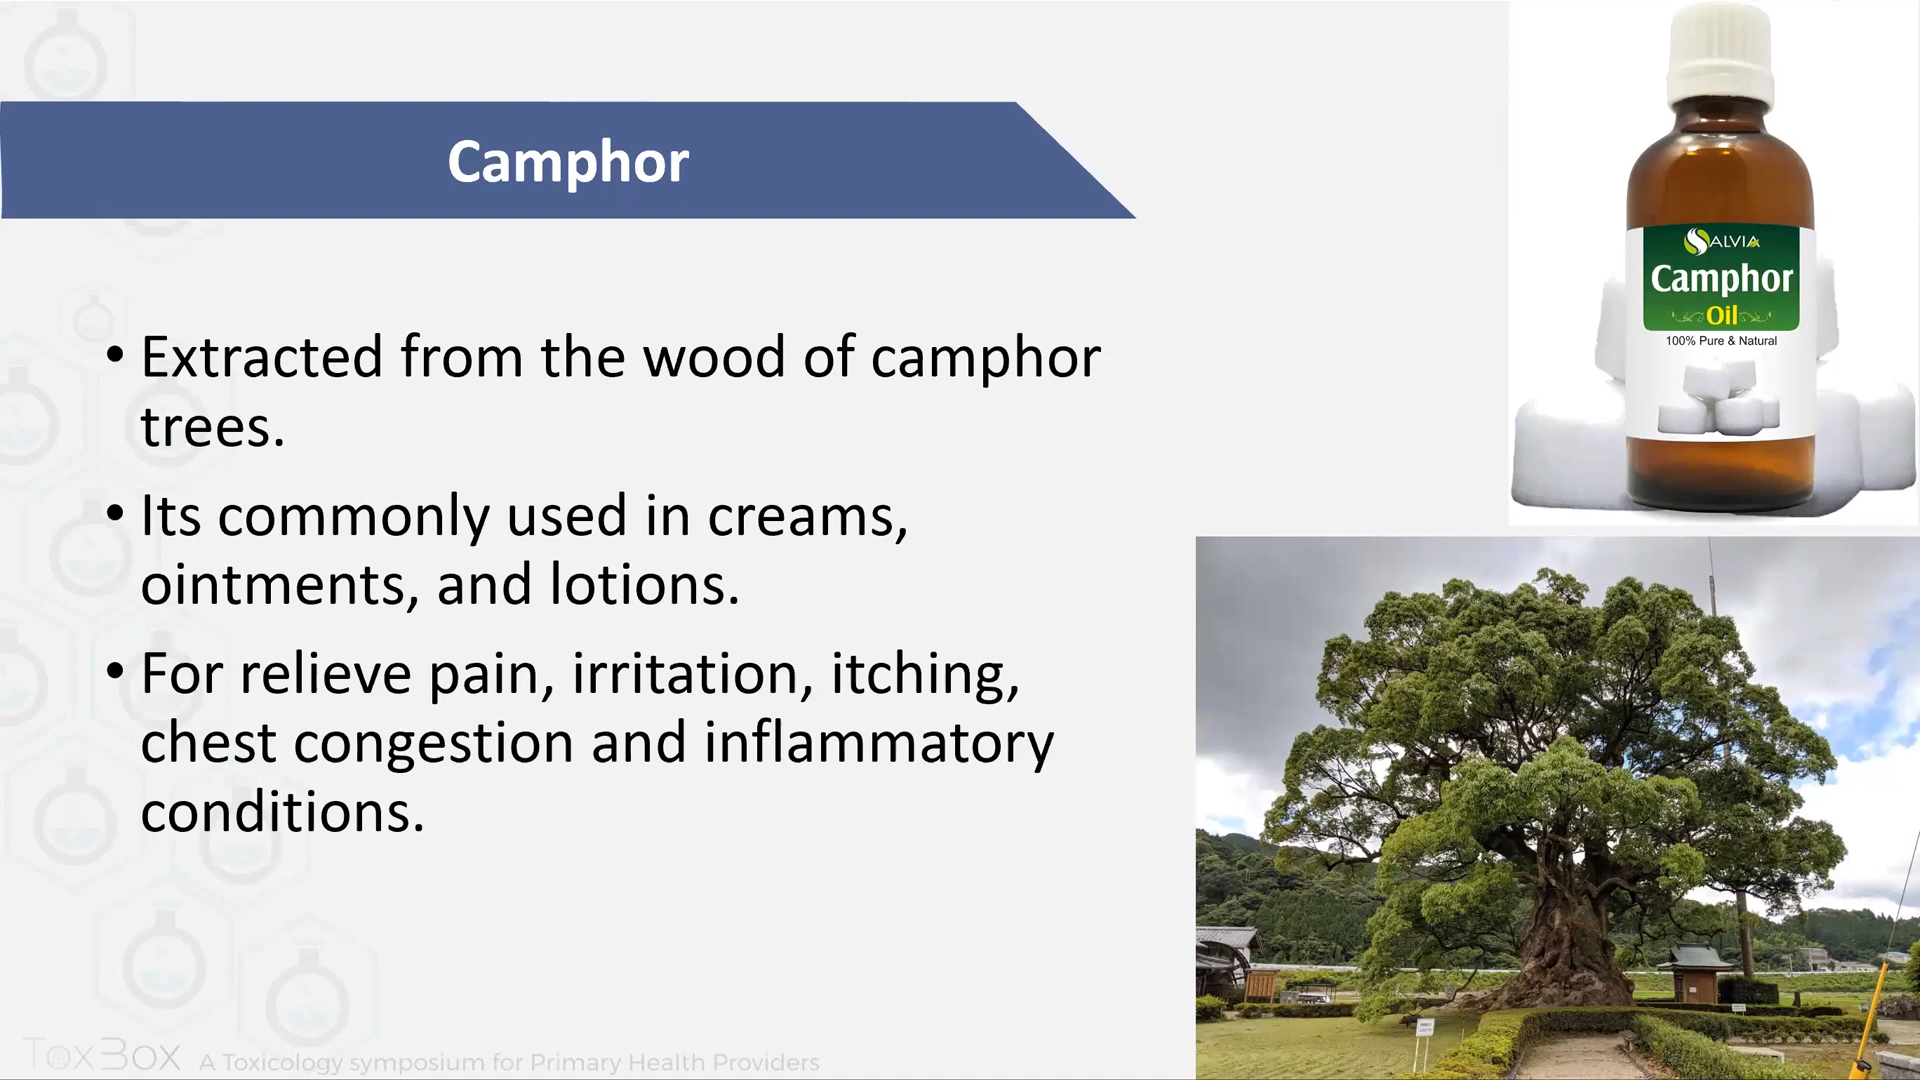 Camphor
• Extracted from the wood of camphor
trees.
• Its commonly used in creams,
ointments, and lotions.
• For relieve pain, irritation, itching,
chest congestion and inflammatory
conditions.
SALVIA
Camphor
Oil
100% Pure & Natural
ToxBox A Toxicology symposium for Primary Health Providers